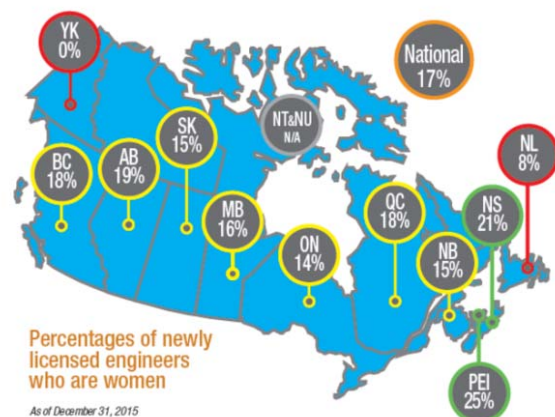 YK
0%
National
17%
NT&NU
N/A
SK
15%
NL
8%
BC
18%
AB
19%
QC
18%
NS
21%
MB
16%
ON
14%
NB
15%
Percentages of newly
licensed engineers
who are women
PEI
25%
As of December 31, 2015